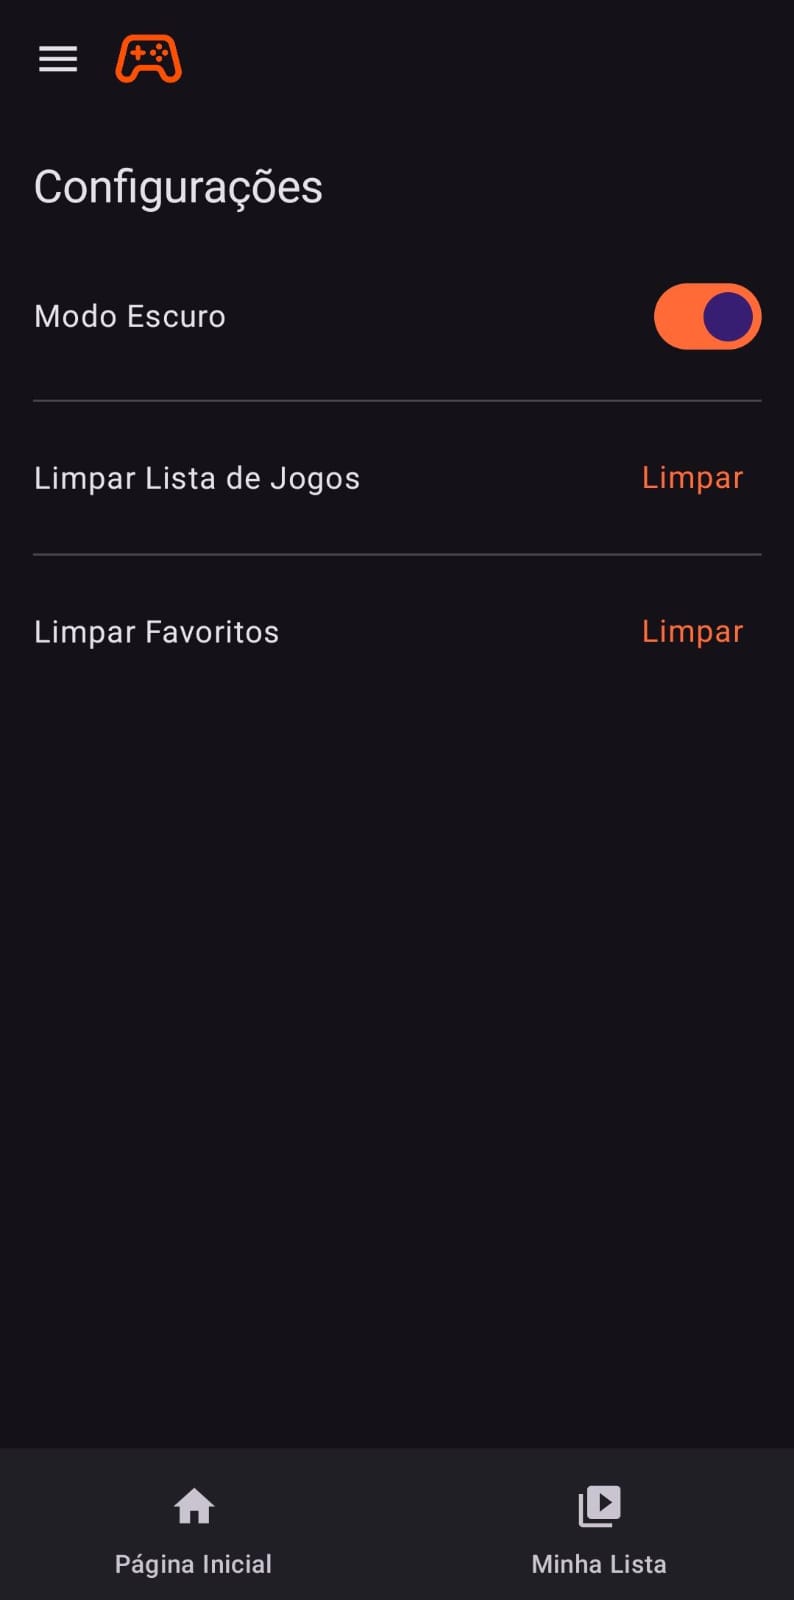 Configurações
Modo Escuro
Limpar Lista de Jogos Limpar
Limpar Favoritos Limpar
Página Inicial Minha Lista